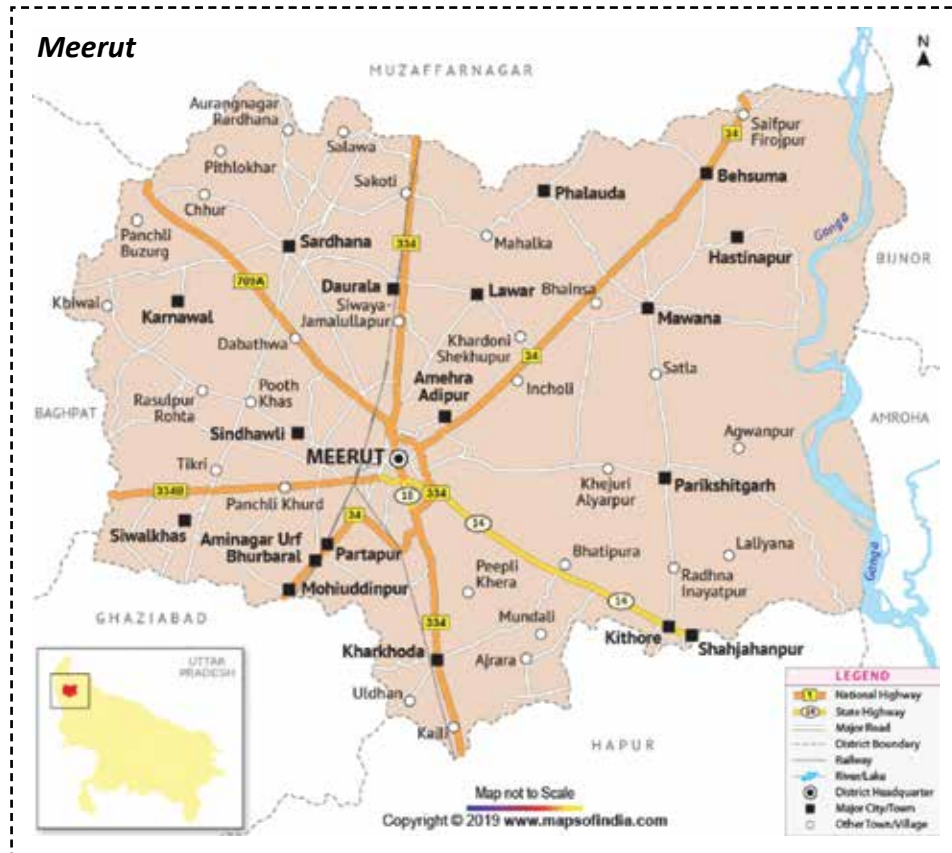 Meerut
N
MUZAFFARNAGAR
Aurangnagar
Rardhana
Salawa
Saifpur
Firojpur
34
Pithlokhar
Sakoti
Behsuma
Chhur
Phalauda
Panchli
Buzurg
Sardhana
334
Mahalka
Hastinapur
Ganga
BIJNOR
709A
Daurala
Lawar
Bhainsa
Khiwai
Karnawal
Siwaya-
Jamalullapur
Mawana
Dabathwa
Khardoni
Shekhupur
34
Satla
Rasulpur
Rohta
Pooth
Khas
Amehra
Adipur
Incholi
BAGHPAT
AMROHA
Sindhawli
Agwanpur
MEERUT
Tikri
Khejuri
Alyarpur
Parikshitgarh
334B
Panchli Khurd
18
334
Siwalkhas
34
14
Aminagar Urf
Bhurbaral
Partapur
Bhatipura
Laliyana
Mohiuddinpur
Peepli
Khera
Radhna
Inayatpur
Ganga
GHAZIABAD
334
Mundali
14
Kithore
Shahjahanpur
Kharkhoda
Ajrara
UTTAR
PRADESH
Uldhan
Kaili
HAPUR
LEGEND
National Highway
State Highway
Major Road
District Boundary
Railway
River/Lake
District Headquarter
Major City/Town
Other Town/Village
Map not to Scale
Copyright © 2019 www.mapsofindia.com